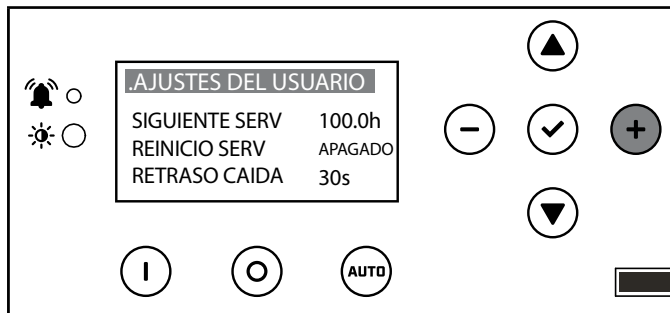 .AJUSTES DEL USUARIO
SIGUIENTE SERV 100.0h
REINICIO SERV APAGADO
RETRASO CAIDA 30s
AUTO